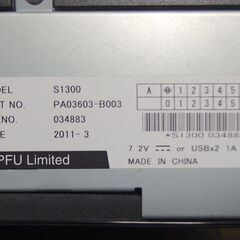 DEL S1300
T NO. PA03603-B003
.NO. 034883
E 2011-3
PFU Limited
A 1 2 3 4 5
0 1 2 3 4 5
*S1300 03488
7.2V or USBx2 1A
MADE IN CHINA